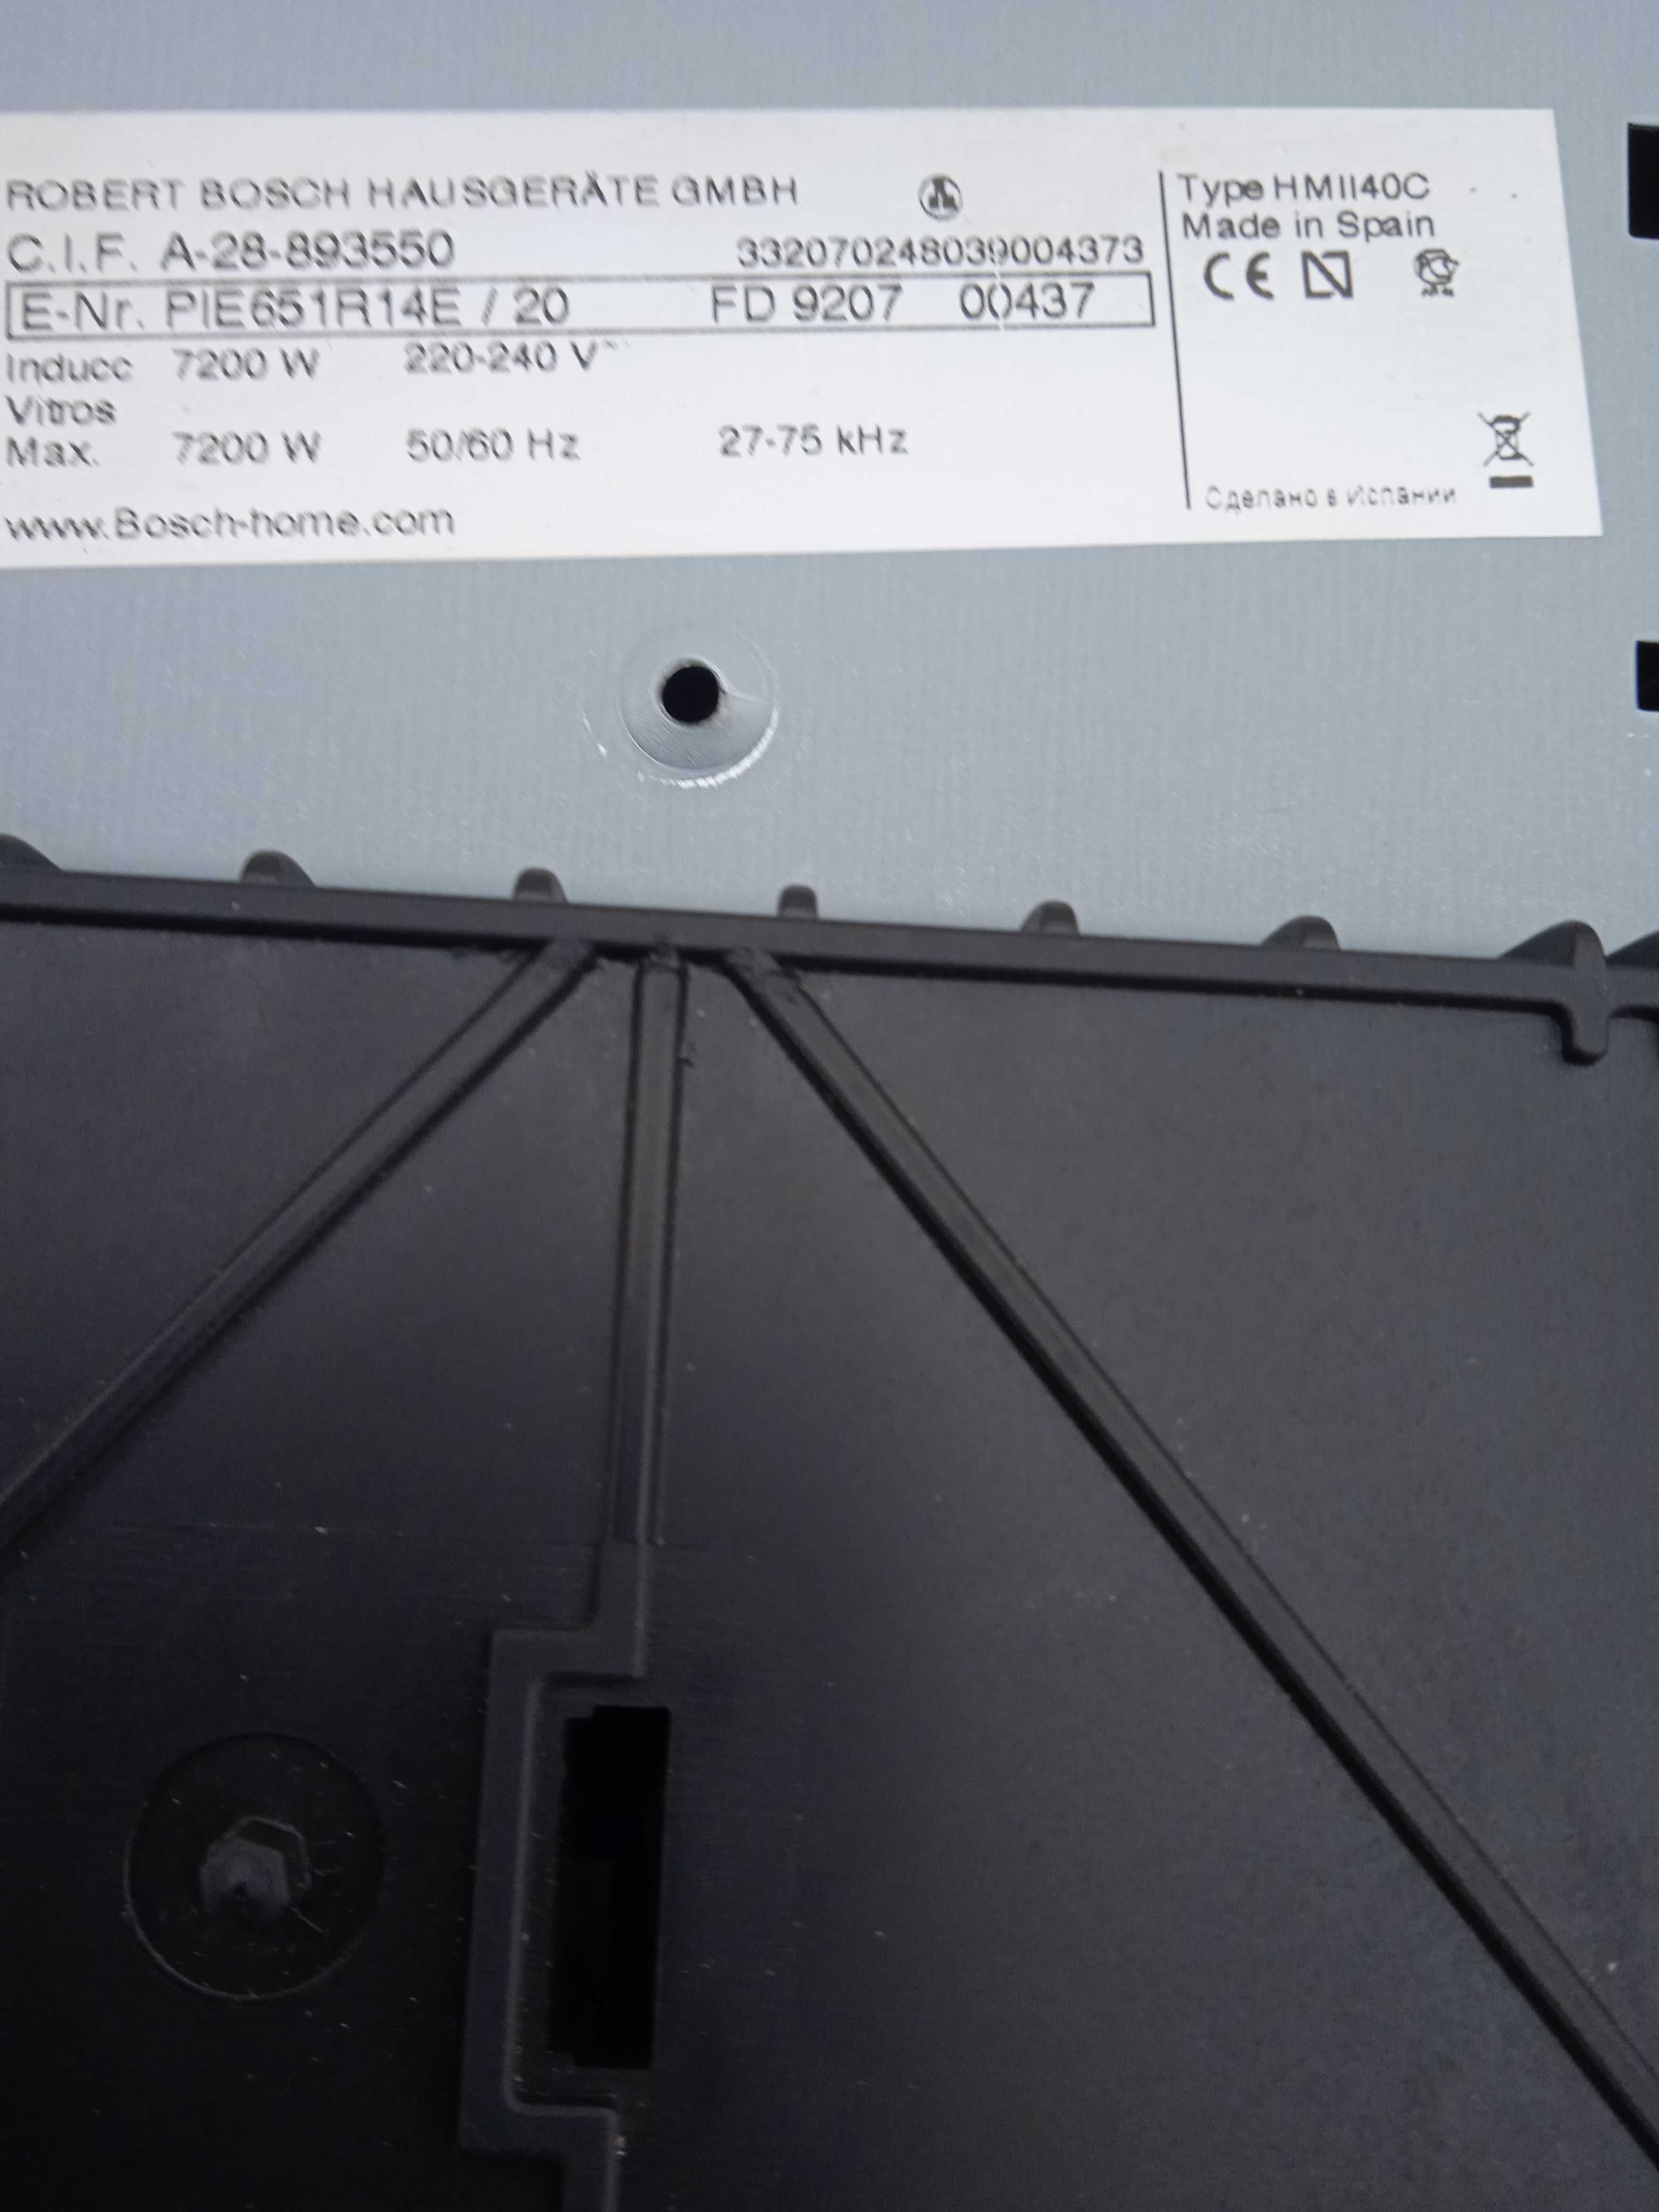 ROBERT BOSCH HAUSGERÄTE GMBH
C.I.F. A-28-893550 332070248039004373
E-Nr. PIE651R14E / 20 FD 9207 00437
Inducc 7200 W 220-240 V~
Vitros
Max. 7200 W 50/60 Hz 27-75 kHz
www.Bosch-home.com
Type HMII40C
Made in Spain
CE N
Сделано в Испании